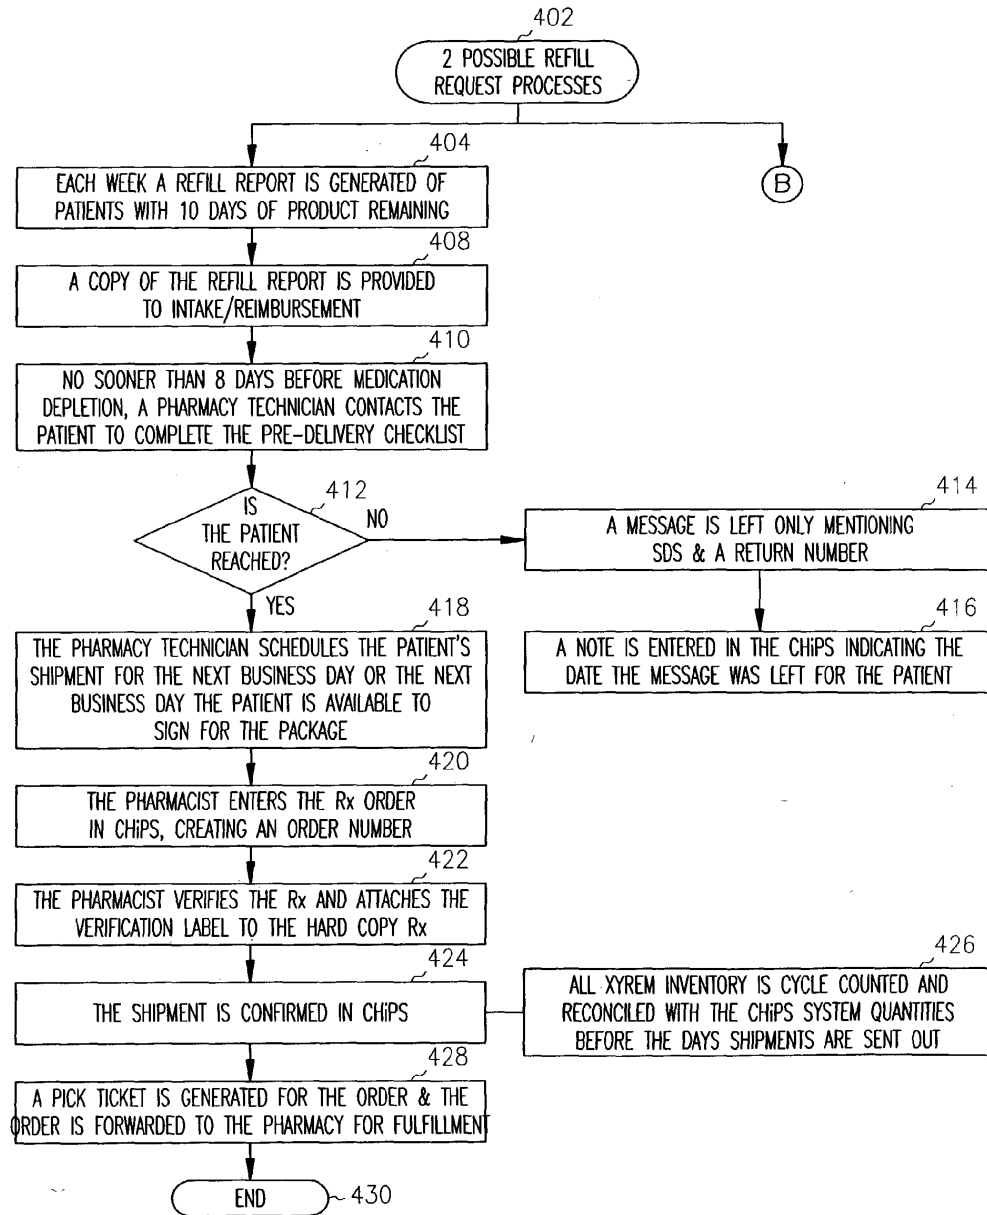 402
2 POSSIBLE REFILL
REQUEST PROCESSES
404
EACH WEEK A REFILL REPORT IS GENERATED OF
PATIENTS WITH 10 DAYS OF PRODUCT REMAINING
B
408
A COPY OF THE REFILL REPORT IS PROVIDED
TO INTAKE/REIMBURSEMENT
410
NO SOONER THAN 8 DAYS BEFORE MEDICATION
DEPLETION, A PHARMACY TECHNICIAN CONTACTS THE
PATIENT TO COMPLETE THE PRE-DELIVERY CHECKLIST
412
IS
THE PATIENT
REACHED?
NO
414
A MESSAGE IS LEFT ONLY MENTIONING
SDS & A RETURN NUMBER
416
A NOTE IS ENTERED IN THE CHiPS INDICATING THE
DATE THE MESSAGE WAS LEFT FOR THE PATIENT
YES
418
THE PHARMACY TECHNICIAN SCHEDULES THE PATIENT'S
SHIPMENT FOR THE NEXT BUSINESS DAY OR THE NEXT
BUSINESS DAY THE PATIENT IS AVAILABLE TO
SIGN FOR THE PACKAGE
420
THE PHARMACIST ENTERS THE Rx ORDER
IN CHiPS, CREATING AN ORDER NUMBER
422
THE PHARMACIST VERIFIES THE Rx AND ATTACHES THE
VERIFICATION LABEL TO THE HARD COPY Rx
424
THE SHIPMENT IS CONFIRMED IN CHiPS
426
ALL XYREM INVENTORY IS CYCLE COUNTED AND
RECONCILED WITH THE CHiPS SYSTEM QUANTITIES
BEFORE THE DAYS SHIPMENTS ARE SENT OUT
428
A PICK TICKET IS GENERATED FOR THE ORDER & THE
ORDER IS FORWARDED TO THE PHARMACY FOR FULFILLMENT
END
430